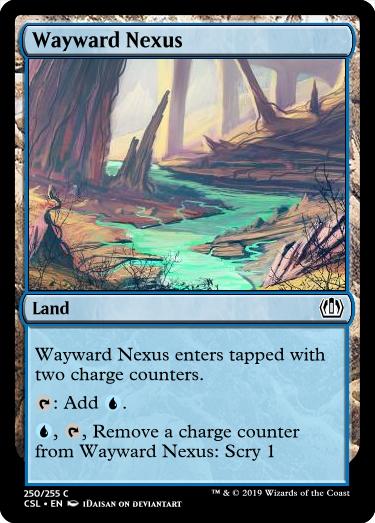 Wayward Nexus
Land
Wayward Nexus enters tapped with
two charge counters.
: Add .
, , Remove a charge counter
from Wayward Nexus: Scry 1
250/255 C
CSL • EN 1DAISAN ON DEVIANTART
™ & © 2019 Wizards of the Coast